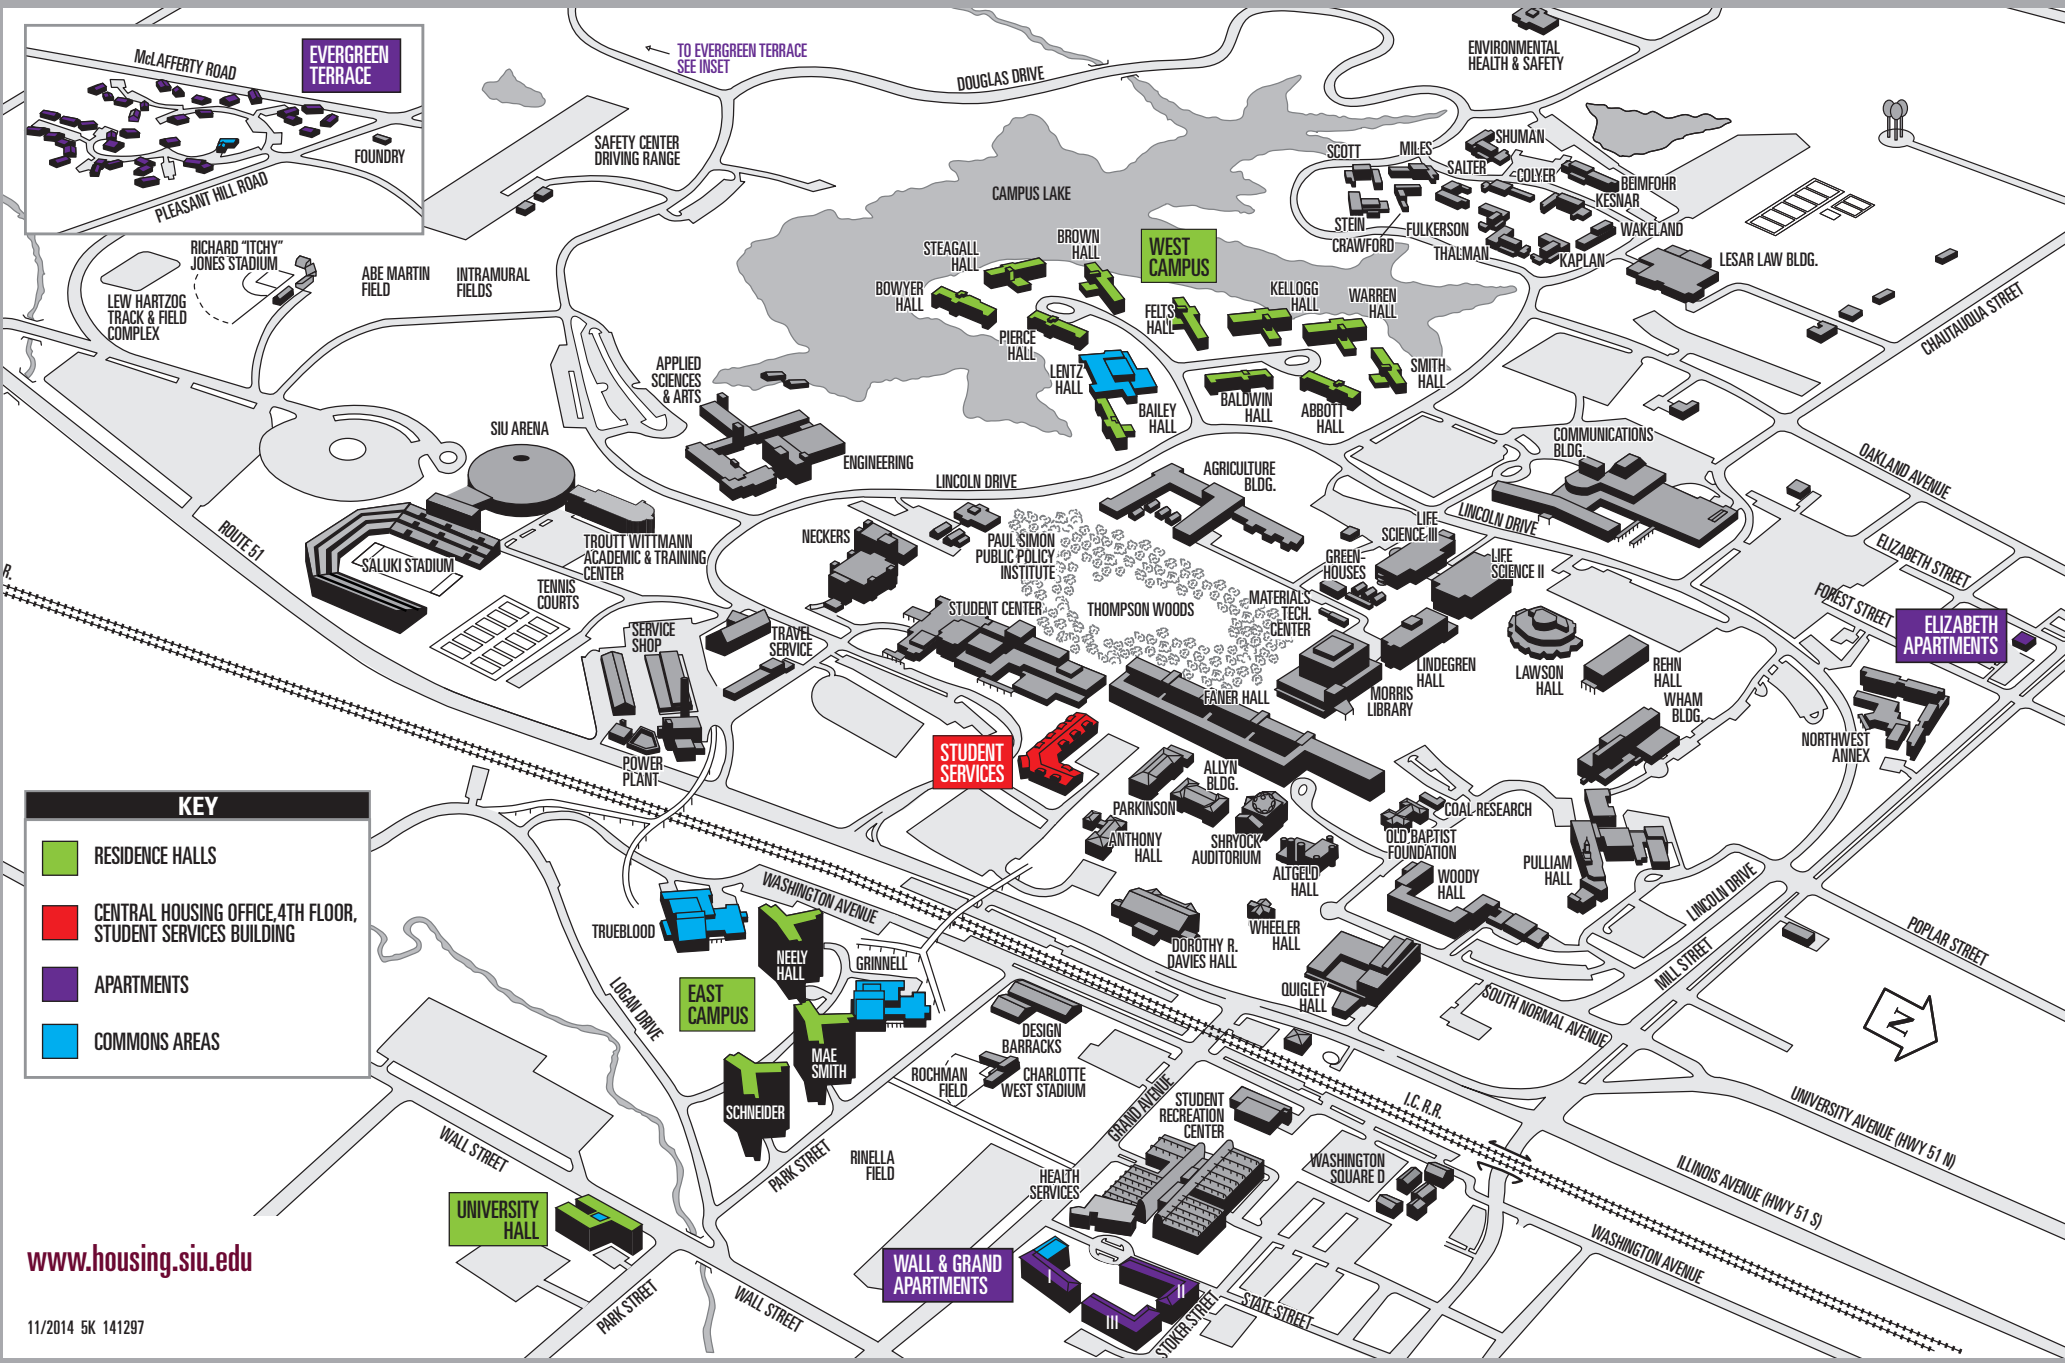 McLAFFERTY ROAD
EVERGREEN
TERRACE
FOUNDRY
PLEASANT HILL ROAD
TO EVERGREEN TERRACE
SEE INSET
DOUGLAS DRIVE
ENVIRONMENTAL
HEALTH & SAFETY
SAFETY CENTER
DRIVING RANGE
CAMPUS LAKE
SCOTT
MILES
SHUMAN
SALTER
COLYER
BEIMFOHR
KESNAR
STEIN
CRAWFORD
FULKERSON
THALMAN
KAPLAN
WAKELAND
LESAR LAW BLDG.
CHAUTAUQUA STREET
RICHARD "ITCHY"
JONES STADIUM
LEW HARTZOG
TRACK & FIELD
COMPLEX
ABE MARTIN
FIELD
INTRAMURAL
FIELDS
STEAGALL
HALL
BROWN
HALL
WEST
CAMPUS
BOWYER
HALL
PIERCE
HALL
FELTS
HALL
KELLOGG
HALL
WARREN
HALL
LENTZ
HALL
BAILEY
HALL
BALDWIN
HALL
ABBOTT
HALL
SMITH
HALL
APPLIED
SCIENCES
& ARTS
ENGINEERING
SIU ARENA
LINCOLN DRIVE
AGRICULTURE
BLDG.
COMMUNICATIONS
BLDG.
OAKLAND AVENUE
ROUTE 51
SALUKI STADIUM
TROUTT WITTMANN
ACADEMIC & TRAINING
CENTER
TENNIS
COURTS
NECKERS
PAUL SIMON
PUBLIC POLICY
INSTITUTE
LINCOLN DRIVE
LIFE
SCIENCE III
LIFE
SCIENCE II
GREEN-
HOUSES
ELIZABETH STREET
FOREST STREET
ELIZABETH
APARTMENTS
R.
STUDENT CENTER
THOMPSON WOODS
MATERIALS
TECH.
CENTER
SERVICE
SHOP
TRAVEL
SERVICE
LINDEGREN
HALL
LAWSON
HALL
REHN
HALL
FANER HALL
MORRIS
LIBRARY
WHAM
BLDG.
NORTHWEST
ANNEX
STUDENT
SERVICES
POWER
PLANT
ALLYN
BLDG.
PARKINSON
ANTHONY
HALL
SHRYOCK
AUDITORIUM
ALTGELD
HALL
COAL RESEARCH
OLD BAPTIST
FOUNDATION
WOODY
HALL
PULLIAM
HALL
KEY
RESIDENCE HALLS
CENTRAL HOUSING OFFICE,4TH FLOOR,
STUDENT SERVICES BUILDING
APARTMENTS
COMMONS AREAS
WASHINGTON AVENUE
TRUEBLOOD
NEELY
HALL
GRINNELL
EAST
CAMPUS
MAE
SMITH
SCHNEIDER
LOGAN DRIVE
DOROTHY R.
DAVIES HALL
WHEELER
HALL
QUIGLEY
HALL
LINCOLN DRIVE
MILL STREET
SOUTH NORMAL AVENUE
POPLAR STREET
N
DESIGN
BARRACKS
ROCHMAN
FIELD
CHARLOTTE
WEST STADIUM
GRAND AVENUE
STUDENT
RECREATION
CENTER
I.C.R.R.
UNIVERSITY AVENUE (HWY 51 N)
ILLINOIS AVENUE (HWY 51 S)
WASHINGTON AVENUE
WALL STREET
PARK STREET
RINELLA
FIELD
HEALTH
SERVICES
WASHINGTON
SQUARE D
UNIVERSITY
HALL
WALL & GRAND
APARTMENTS
I
II
III
PARK STREET
WALL STREET
STOKER STREET
STATE STREET
www.housing.siu.edu
11/2014 5K 141297